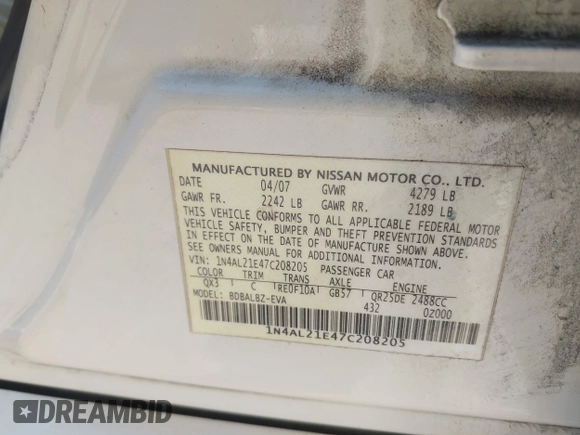 MANUFACTURED BY NISSAN MOTOR CO., LTD.
DATE 04/07 GVWR 4279 LB
GAWR FR. 2242 LB GAWR RR. 2189 LB
THIS VEHICLE CONFORMS TO ALL APPLICABLE FEDERAL MOTOR
VEHICLE SAFETY, BUMPER AND THEFT PREVENTION STANDARDS
IN EFFECT ON THE DATE OF MANUFACTURE SHOWN ABOVE.
SEE OWNERS MANUAL FOR ADDITIONAL INFORMATION.
VIN: 1N4AL21E47C208205 PASSENGER CAR
COLOR TRIM TRANS AXLE ENGINE
QX3 C RE0F10A GB57 QR25DE 2488CC
MODEL: BDBALBZ-EVA 432 0Z000
1N4AL21E47C208205
DREAMBID